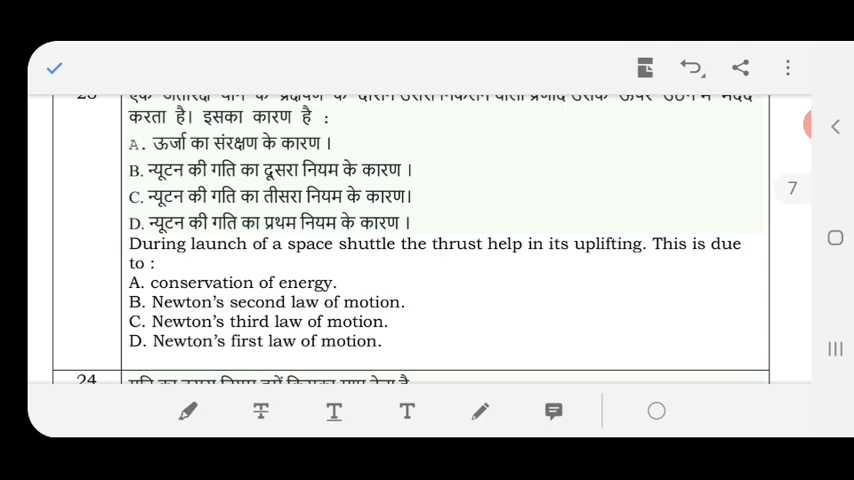 करता है। इसका कारण है :
A. ऊर्जा का संरक्षण के कारण ।
B. न्यूटन की गति का दूसरा नियम के कारण ।
C. न्यूटन की गति का तीसरा नियम के कारण।
D. न्यूटन की गति का प्रथम नियम के कारण ।
During launch of a space shuttle the thrust help in its uplifting. This is due
to :
A. conservation of energy.
B. Newton's second law of motion.
C. Newton's third law of motion.
D. Newton's first law of motion.
7
24
T T T